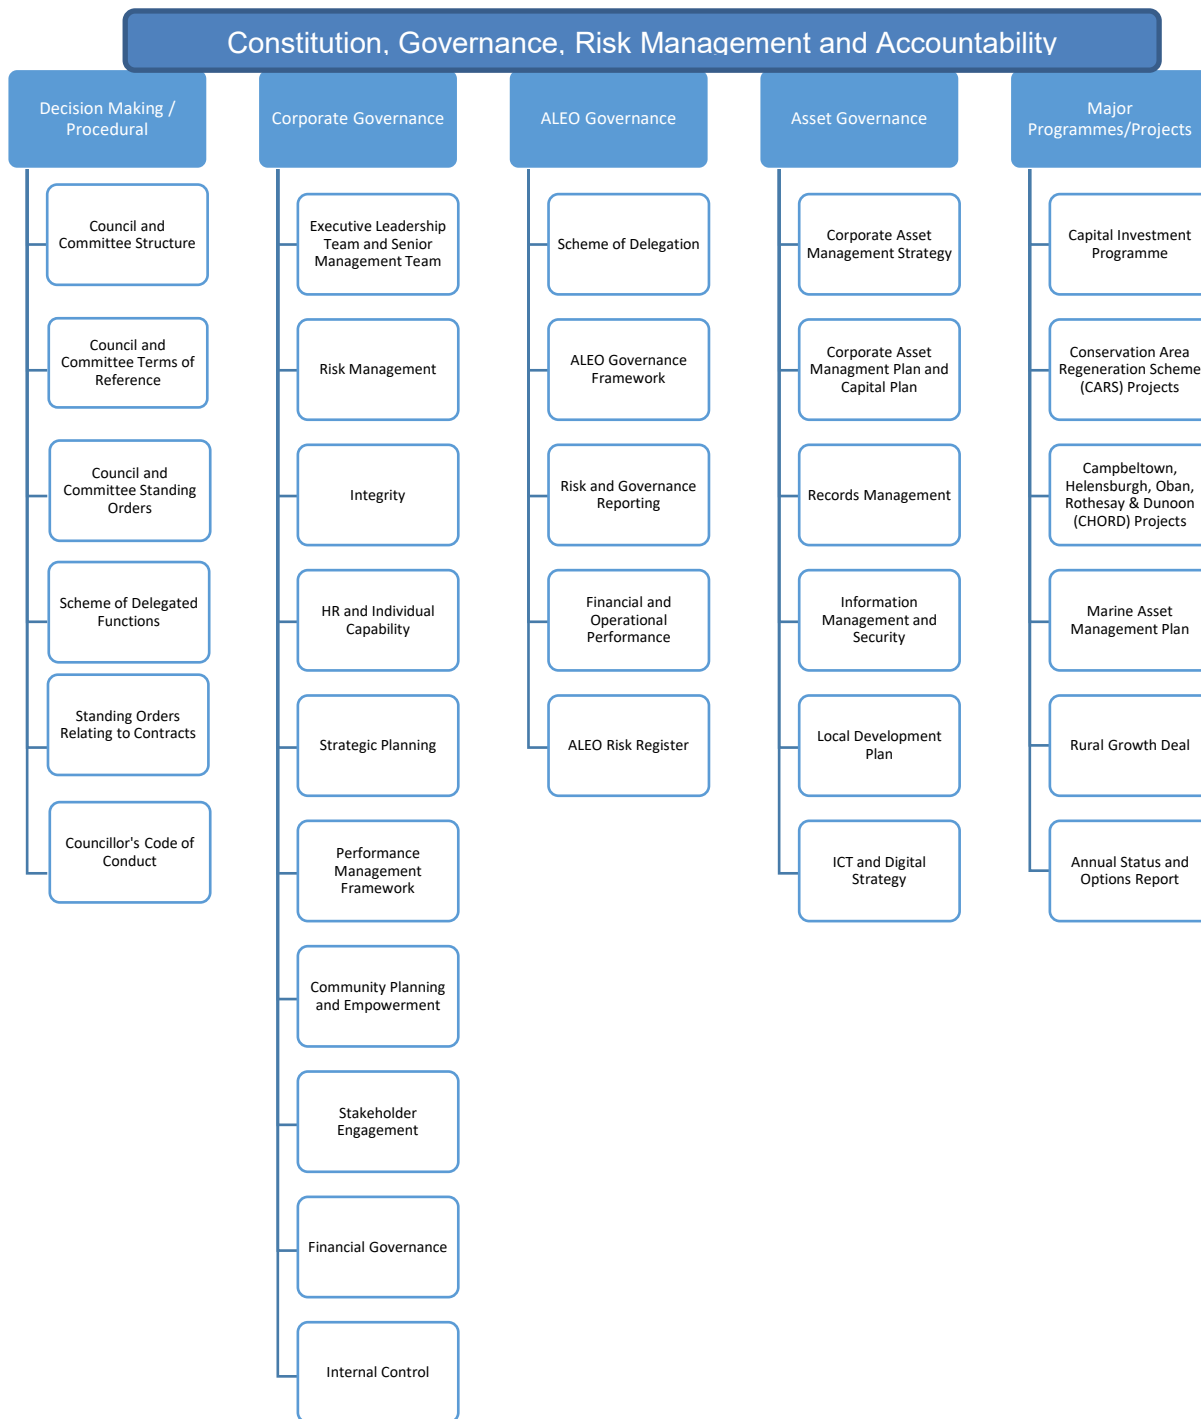 Constitution, Governance, Risk Management and Accountability
Decision Making /
Procedural
Council and
Committee Structure
Council and
Committee Terms of
Reference
Council and
Committee Standing
Orders
Scheme of Delegated
Functions
Standing Orders
Relating to Contracts
Councillor's Code of
Conduct
Corporate Governance
Executive Leadership
Team and Senior
Management Team
Risk Management
Integrity
HR and Individual
Capability
Strategic Planning
Performance
Management
Framework
Community Planning
and Empowerment
Stakeholder
Engagement
Financial Governance
Internal Control
ALEO Governance
Scheme of Delegation
ALEO Governance
Framework
Risk and Governance
Reporting
Financial and
Operational
Performance
ALEO Risk Register
Asset Governance
Corporate Asset
Management Strategy
Corporate Asset
Managment Plan and
Capital Plan
Records Management
Information
Management and
Security
Local Development
Plan
ICT and Digital
Strategy
Major
Programmes/Projects
Capital Investment
Programme
Conservation Area
Regeneration Scheme
(CARS) Projects
Campbeltown,
Helensburgh, Oban,
Rothesay & Dunoon
(CHORD) Projects
Marine Asset
Management Plan
Rural Growth Deal
Annual Status and
Options Report